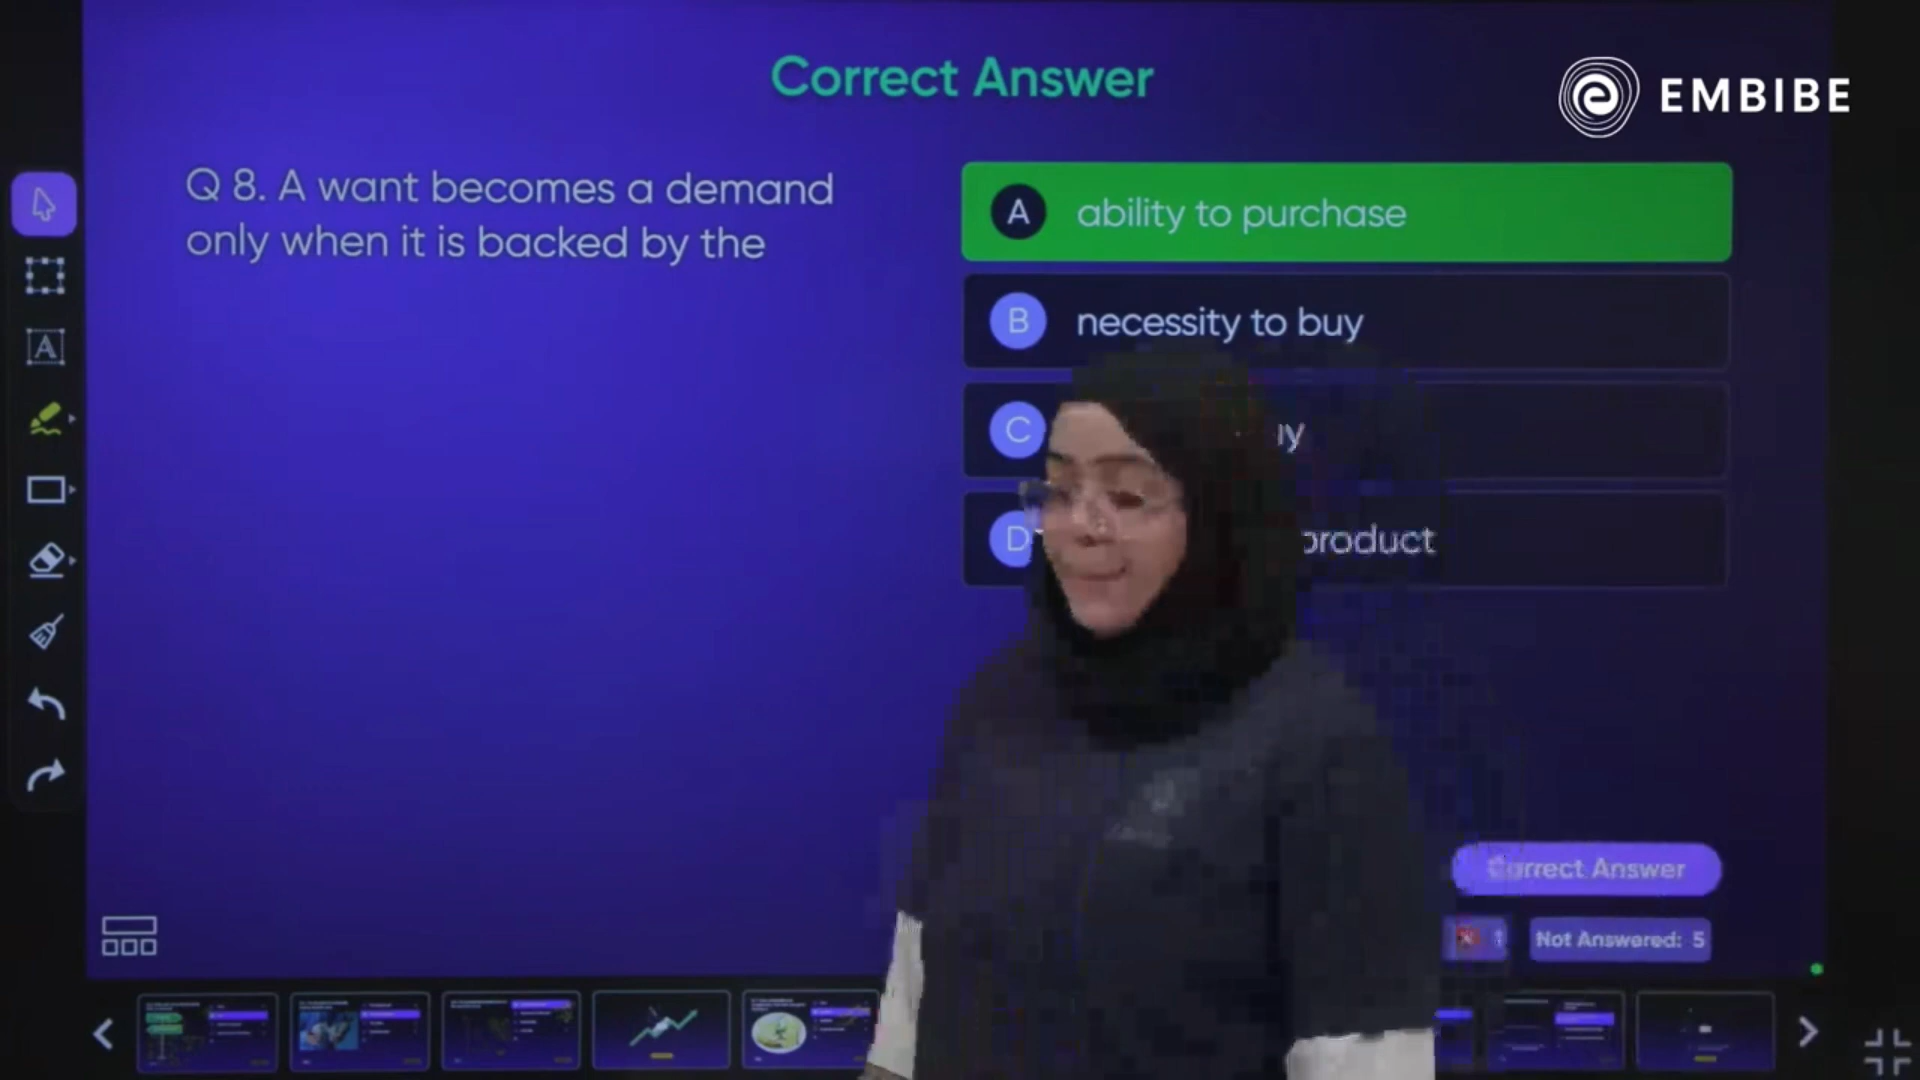 Correct Answer
EMBIBE
Q 8. A want becomes a demand
only when it is backed by the
A ability to purchase
B necessity to buy
C
D product
A
Correct Answer
Not Answered: 5